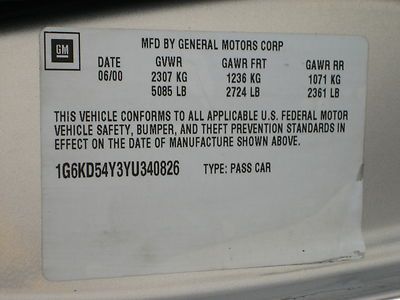 GM
MFD BY GENERAL MOTORS CORP
DATE GVWR GAWR FRT GAWR RR
06/00 2307 KG 1236 KG 1071 KG
5085 LB 2724 LB 2361 LB
THIS VEHICLE CONFORMS TO ALL APPLICABLE U.S. FEDERAL MOTOR
VEHICLE SAFETY, BUMPER, AND THEFT PREVENTION STANDARDS IN
EFFECT ON THE DATE OF MANUFACTURE SHOWN ABOVE.
1G6KD54Y3YU340826 TYPE: PASS CAR